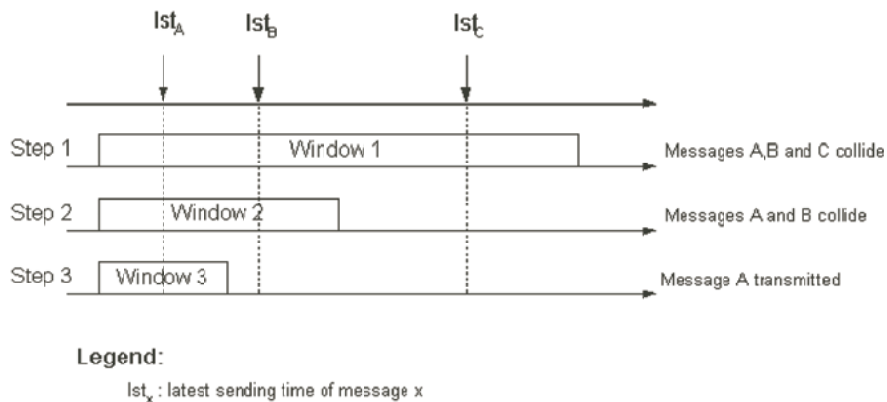 lst_A lst_B lst_C
Step 1 Window 1 Messages A,B and C collide
Step 2 Window 2 Messages A and B collide
Step 3 Window 3 Message A transmitted
Legend:
lst_x : latest sending time of message x